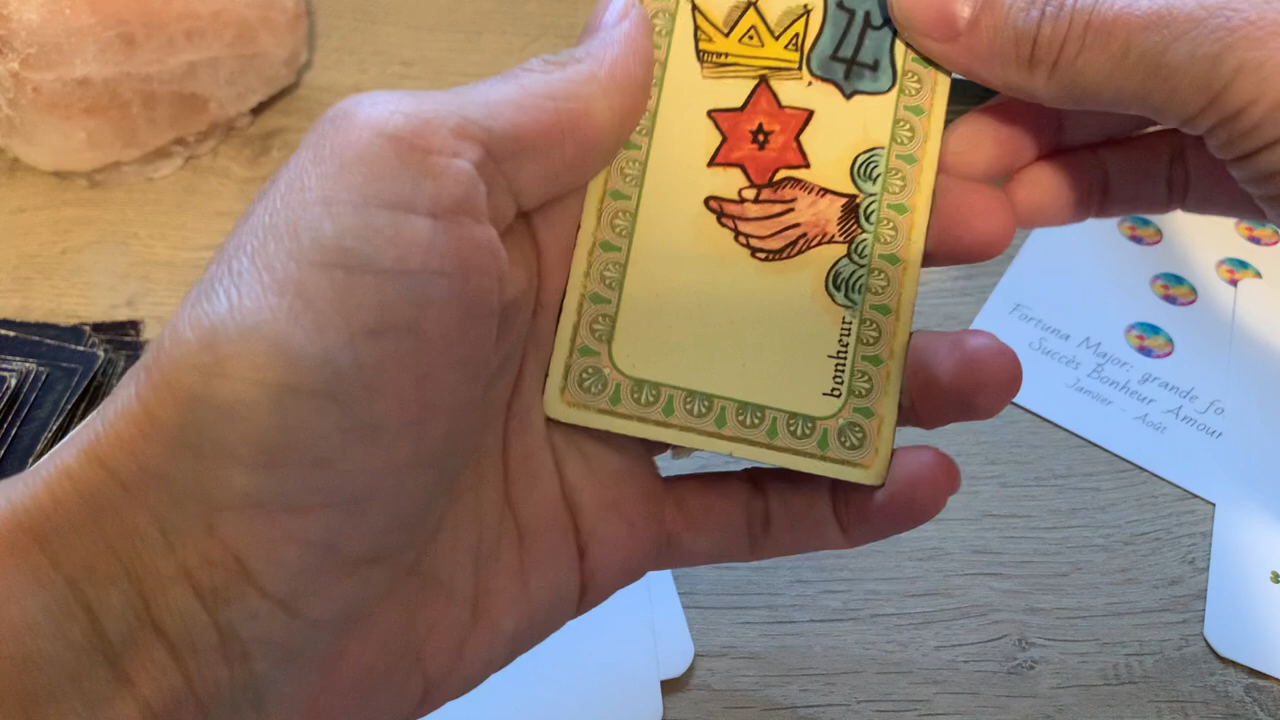 bonheur
Fortuna Major: grande fo
Succès Bonheur Amour
Janvier - Août